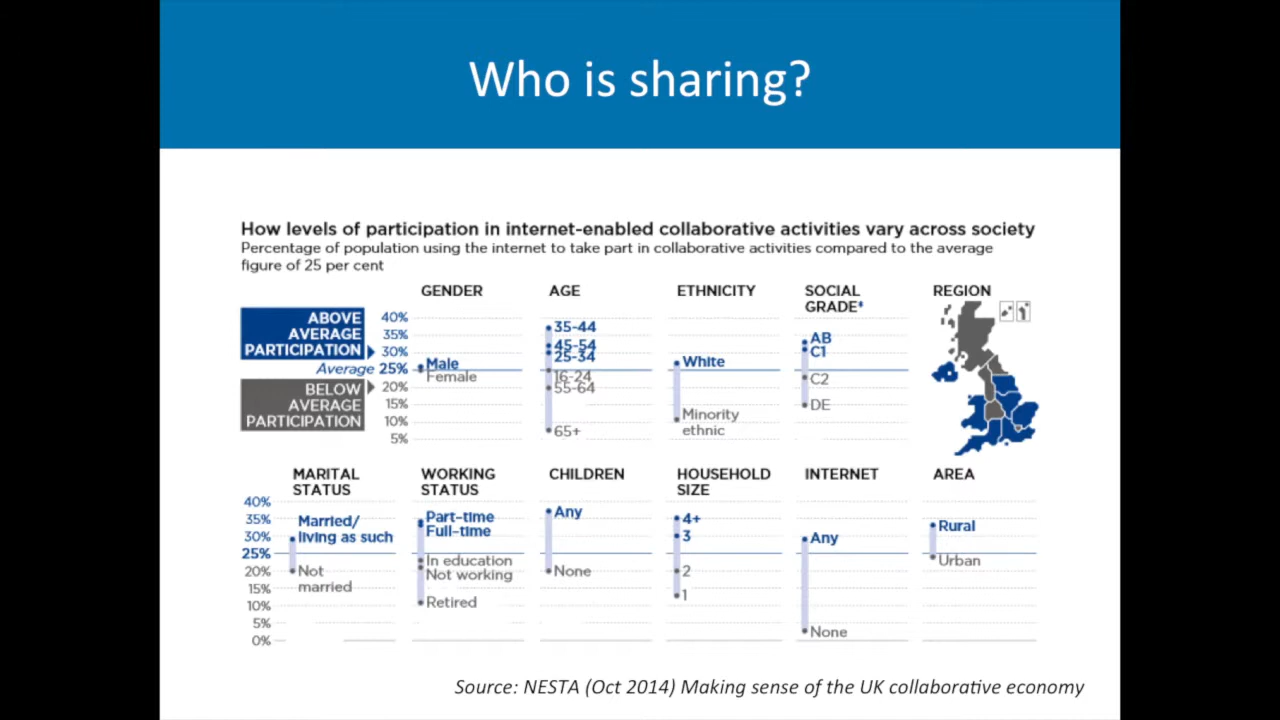 Who is sharing?
How levels of participation in internet-enabled collaborative activities vary across society
Percentage of population using the internet to take part in collaborative activities compared to the average
figure of 25 per cent
GENDER
AGE
ETHNICITY
SOCIAL
GRADE*
REGION
ABOVE
AVERAGE
PARTICIPATION
Average
BELOW
AVERAGE
PARTICIPATION
40%
35%
30%
25%
20%
15%
10%
5%
Male
Female
35-44
45-54
25-34
16-24
55-64
65+
White
Minority
ethnic
AB
C1
C2
DE
MARITAL
STATUS
WORKING
STATUS
CHILDREN
HOUSEHOLD
SIZE
INTERNET
AREA
40%
35%
30%
25%
20%
15%
10%
5%
0%
Married/
living as such
Not
married
Part-time
Full-time
In education
Not working
Retired
Any
None
4+
3
2
1
Any
None
Rural
Urban
Source: NESTA (Oct 2014) Making sense of the UK collaborative economy